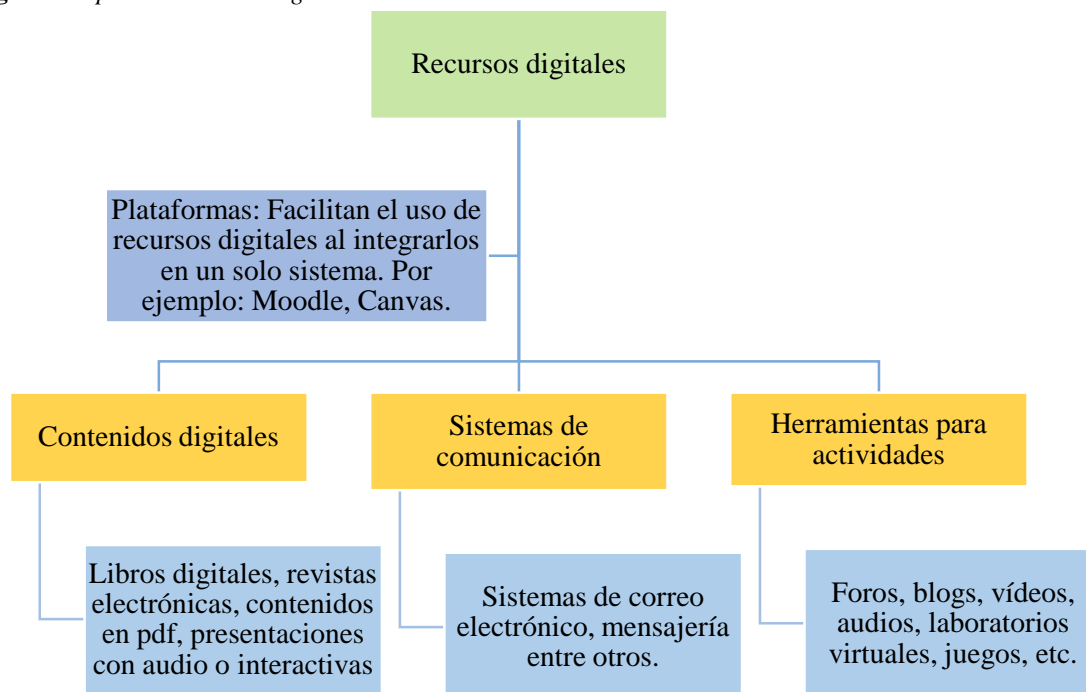 Recursos digitales
Plataformas: Facilitan el uso de
recursos digitales al integrarlos
en un solo sistema. Por
ejemplo: Moodle, Canvas.
Contenidos digitales
Sistemas de
comunicación
Herramientas para
actividades
Libros digitales, revistas
electrónicas, contenidos
en pdf, presentaciones
con audio o interactivas
Sistemas de correo
electrónico, mensajería
entre otros.
Foros, blogs, vídeos,
audios, laboratorios
virtuales, juegos, etc.